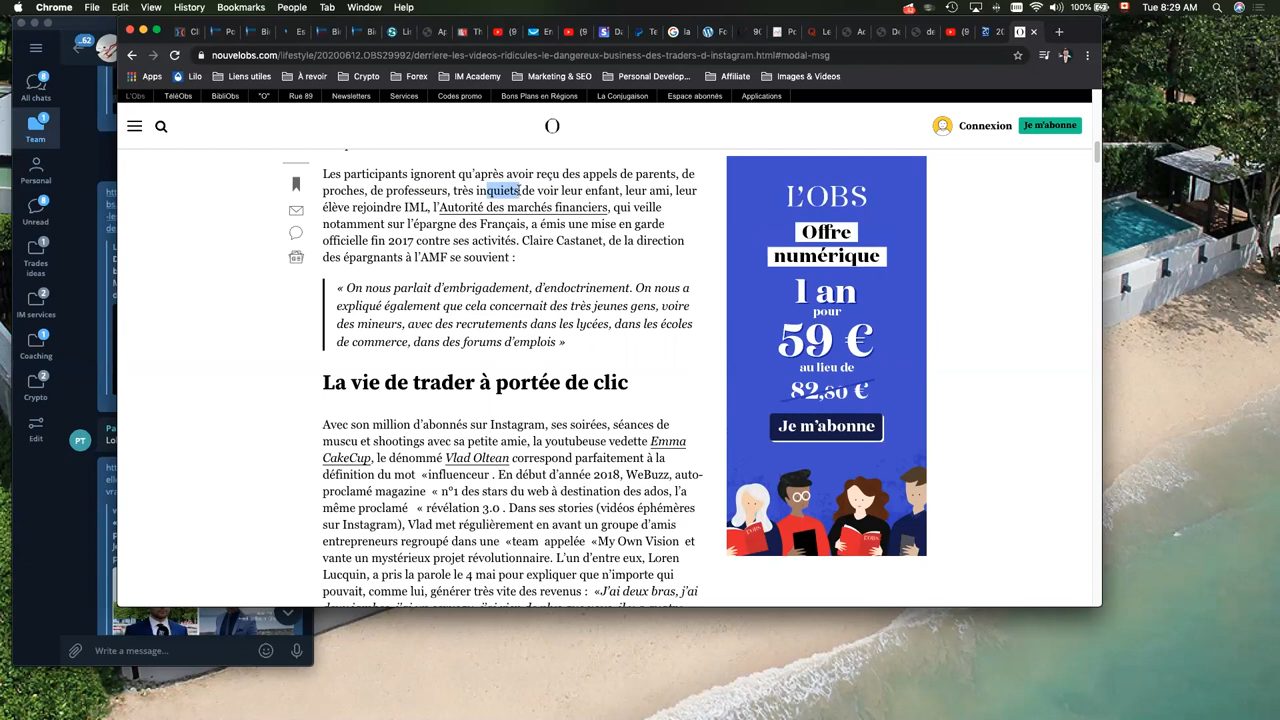 Chrome File Edit View History Bookmarks People Tab Window Help
100%
Tue 8:29 AM
..62
nouvelobs.com/lifestyle/20200612.OBS29992/derriere-les-videos-ridicules-le-dangereux-business-des-traders-d-instagram.html#modal-msg
Apps Lilo Liens utiles À revoir Crypto Forex IM Academy Marketing & SEO Personal Develop... Affiliate Images & Videos
L'Obs TéléObs BibliObs "O" Rue 89 Newsletters Services Codes promo Bons Plans en Régions La Conjugaison Espace abonnés Applications
O
Connexion Je m'abonne
8
All chats
1
Team
Personal
8
Unread
1
Trades
ideas
2
IM services
1
Coaching
2
Crypto
Edit
PT
Write a message...
Les participants ignorent qu'après avoir reçu des appels de parents, de
proches, de professeurs, très inquiets de voir leur enfant, leur ami, leur
élève rejoindre IML, l'Autorité des marchés financiers, qui veille
notamment sur l'épargne des Français, a émis une mise en garde
officielle fin 2017 contre ses activités. Claire Castanet, de la direction
des épargnants à l'AMF se souvient :
« On nous parlait d'embrigadement, d'endoctrinement. On nous a
expliqué également que cela concernait des très jeunes gens, voire
des mineurs, avec des recrutements dans les lycées, dans les écoles
de commerce, dans des forums d'emplois »
La vie de trader à portée de clic
Avec son million d'abonnés sur Instagram, ses soirées, séances de
muscu et shootings avec sa petite amie, la youtubeuse vedette Emma
CakeCup, le dénommé Vlad Oltean correspond parfaitement à la
définition du mot «influenceur . En début d'année 2018, WeBuzz, auto-
proclamé magazine « n°1 des stars du web à destination des ados, l'a
même proclamé « révélation 3.0 . Dans ses stories (vidéos éphémères
sur Instagram), Vlad met régulièrement en avant un groupe d'amis
entrepreneurs regroupé dans une «team appelée «My Own Vision et
vante un mystérieux projet révolutionnaire. L'un d'entre eux, Loren
Lucquin, a pris la parole le 4 mai pour expliquer que n'importe qui
pouvait, comme lui, générer très vite des revenus : «J'ai deux bras, j'ai
L'OBS
Offre
numérique
1 an
pour
59 €
au lieu de
82,80 €
Je m'abonne